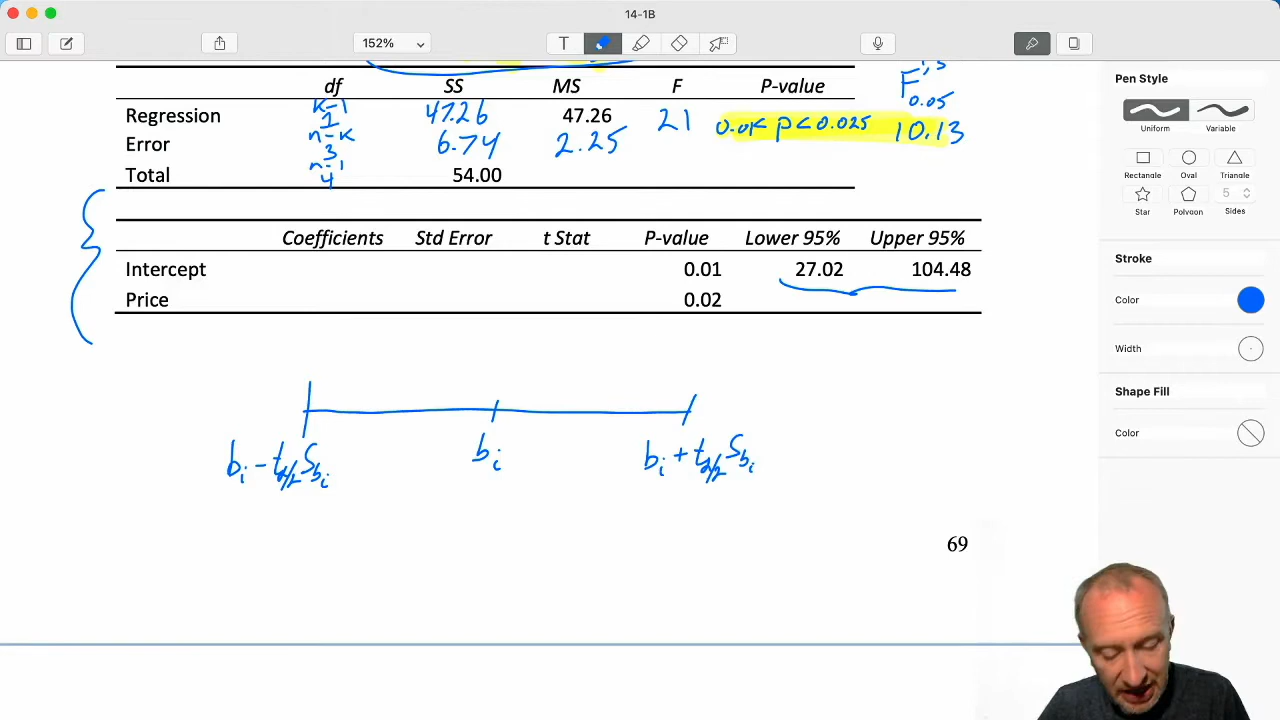 14-1B
152%
T
Pen Style
Uniform Variable
Rectangle Oval Triangle
Star Polygon 5 Sides
Stroke
Color
Width
Shape Fill
Color
df SS MS F P-value F 0.05
Regression k-1 1 47.26 47.26 21 0.01< p < 0.025 10.13
Error n-k 3 6.74 2.25
Total n-1 4 54.00
Coefficients Std Error t Stat P-value Lower 95% Upper 95%
Intercept 0.01 27.02 104.48
Price 0.02
bi - tα/2 Sbi bi bi + tα/2 Sbi
69